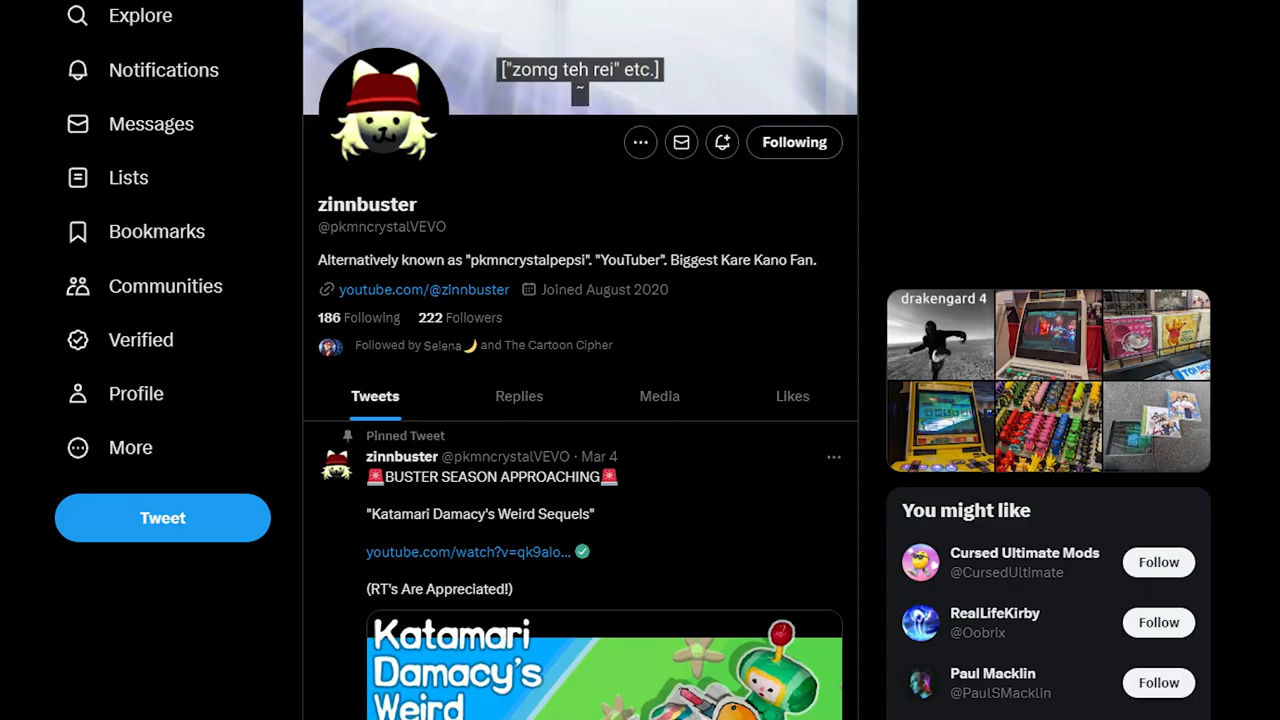 Explore
Notifications
Messages
Lists
Bookmarks
Communities
Verified
Profile
More
Tweet
["zomg teh rei" etc.]
~
Following
zinnbuster
@pkmncrystalVEVO
Alternatively known as "pkmncrystalpepsi". "YouTuber". Biggest Kare Kano Fan.
youtube.com/@zinnbuster Joined August 2020
186 Following 222 Followers
Followed by Selena🌙 and The Cartoon Cipher
Tweets Replies Media Likes
Pinned Tweet
zinnbuster @pkmncrystalVEVO · Mar 4
🚨BUSTER SEASON APPROACHING🚨
"Katamari Damacy's Weird Sequels"
youtube.com/watch?v=qk9alo...
(RT's Are Appreciated!)
Katamari
Damacy's
Weird
drakengard 4
You might like
Cursed Ultimate Mods
@CursedUltimate
Follow
RealLifeKirby
@Oobrix
Follow
Paul Macklin
@PaulSMacklin
Follow